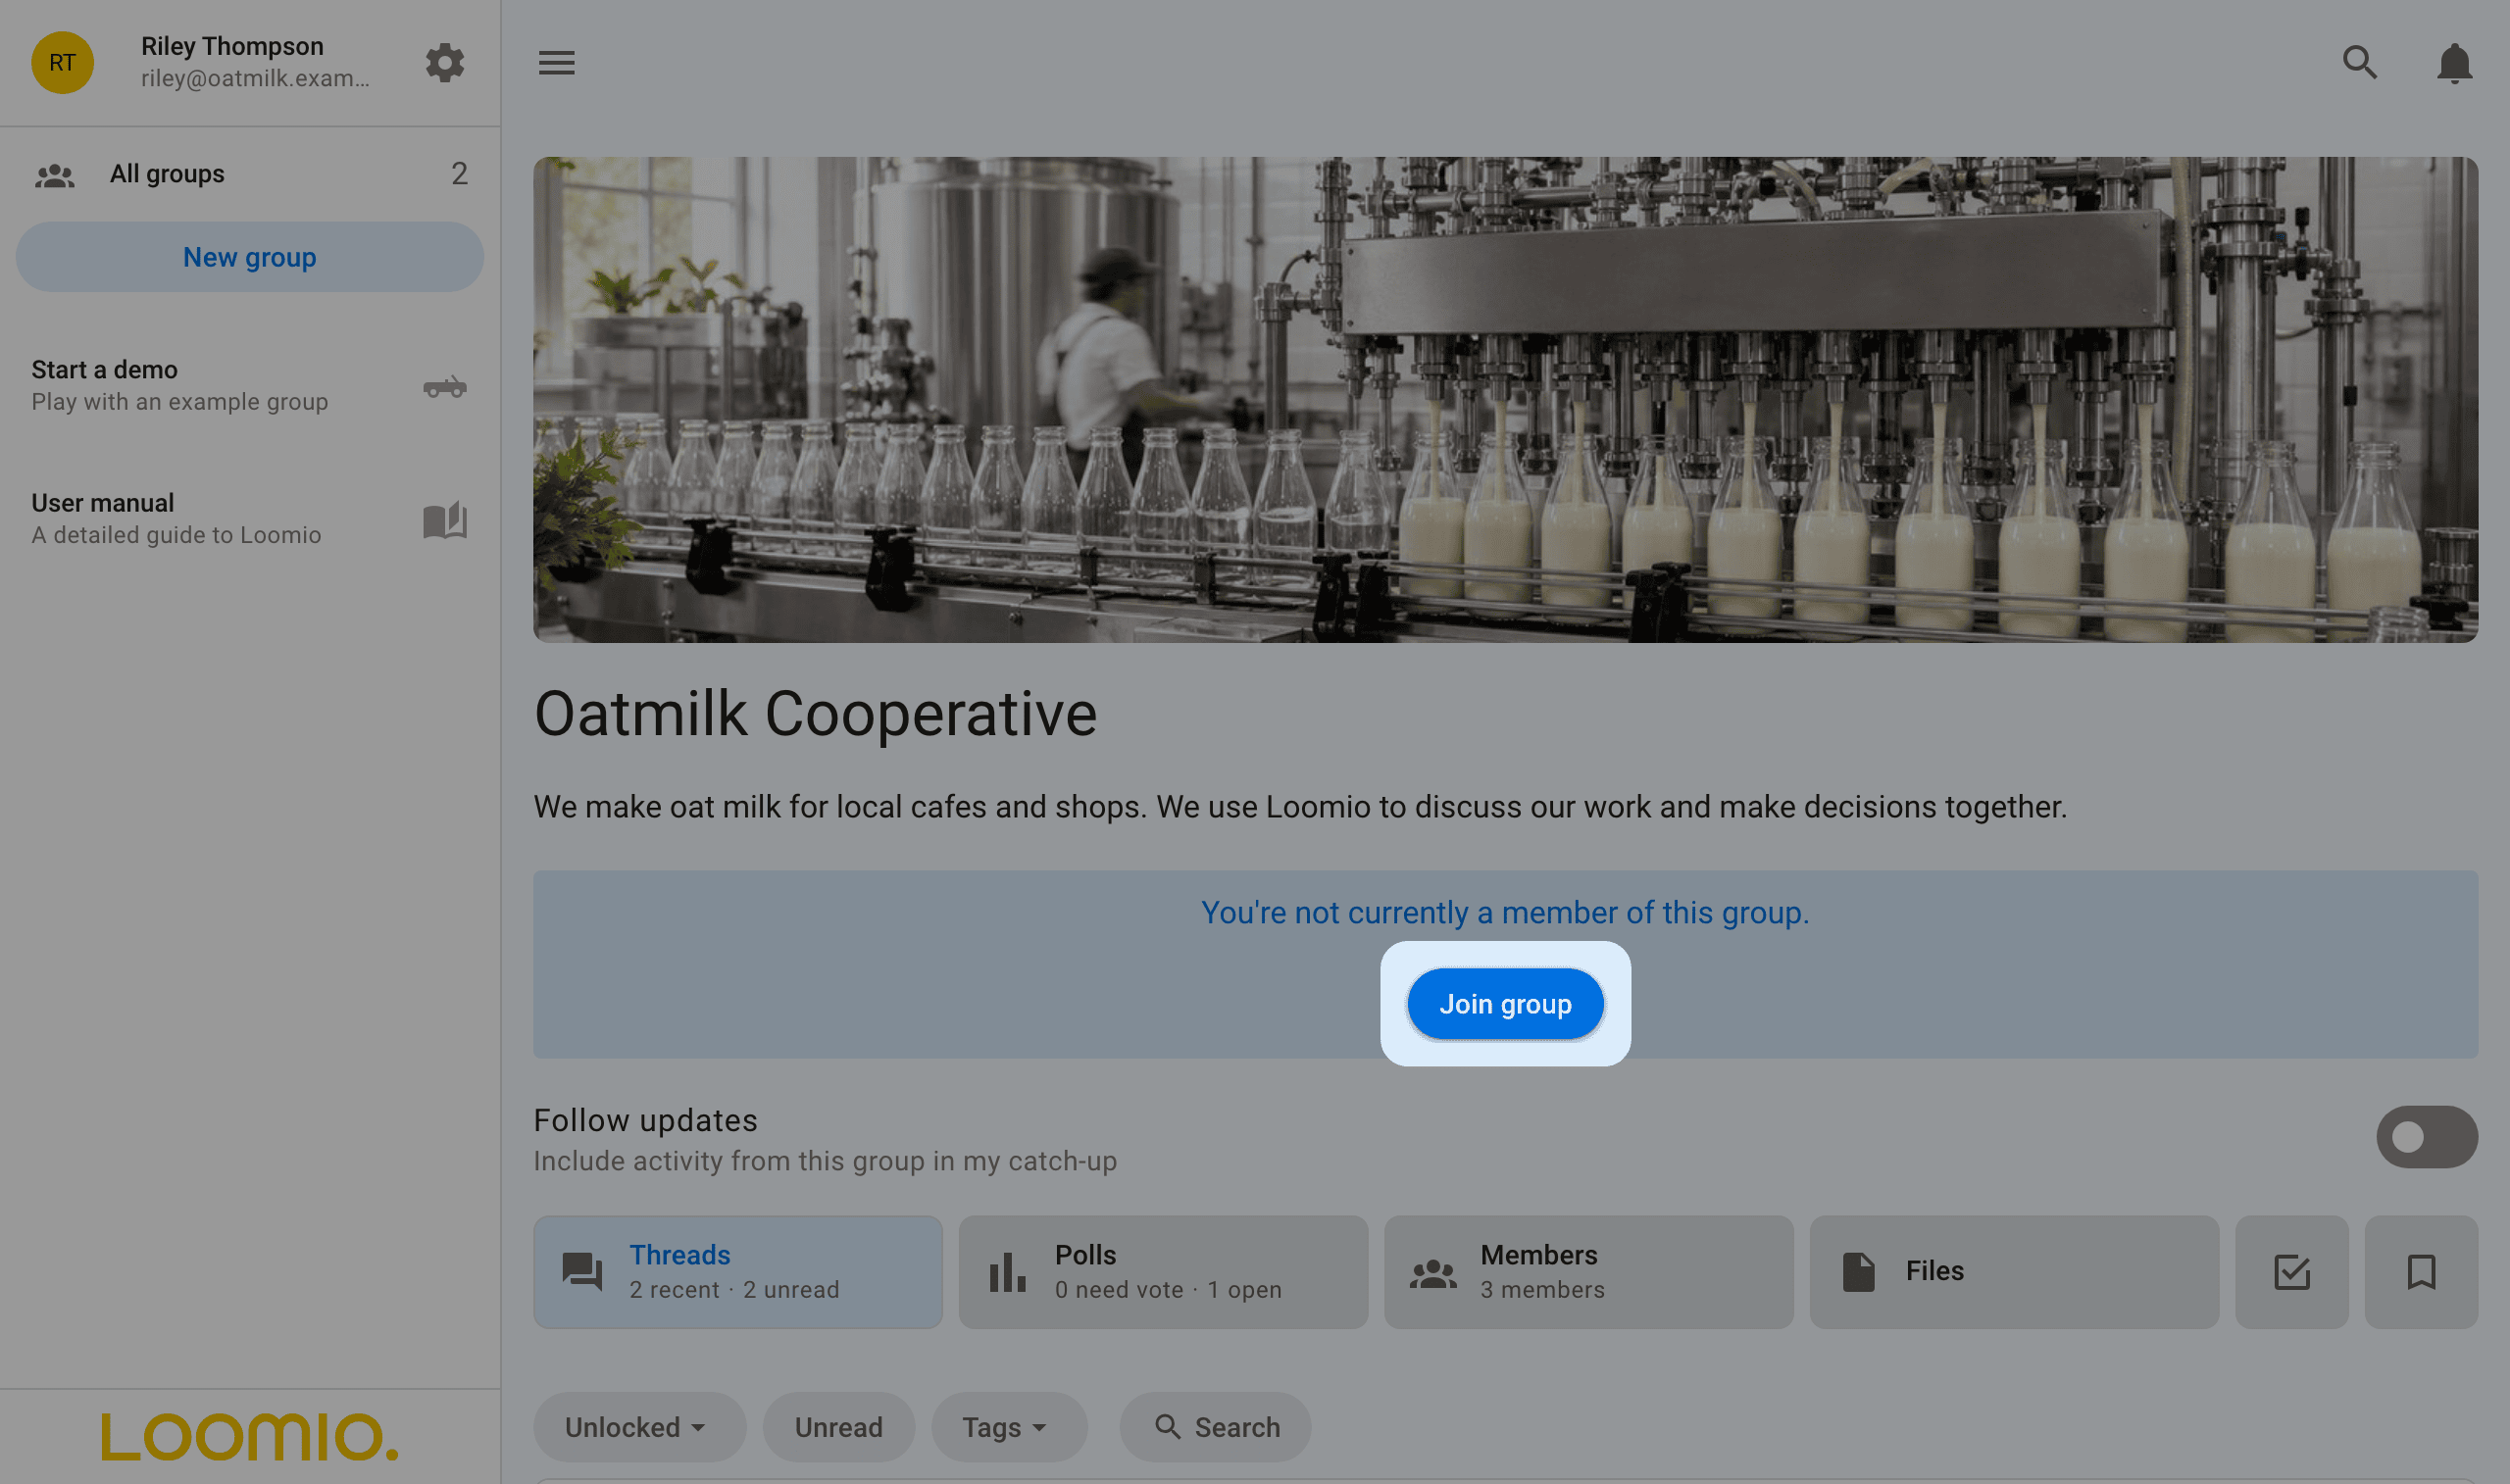 RT
Riley Thompson
riley@oatmilk.exam...
All groups
2
New group
Start a demo
Play with an example group
User manual
A detailed guide to Loomio
LOOMIO.
Oatmilk Cooperative
We make oat milk for local cafes and shops. We use Loomio to discuss our work and make decisions together.
You're not currently a member of this group.
Join group
Follow updates
Include activity from this group in my catch-up
Threads
2 recent · 2 unread
Polls
0 need vote · 1 open
Members
3 members
Files
Unlocked
Unread
Tags
Search